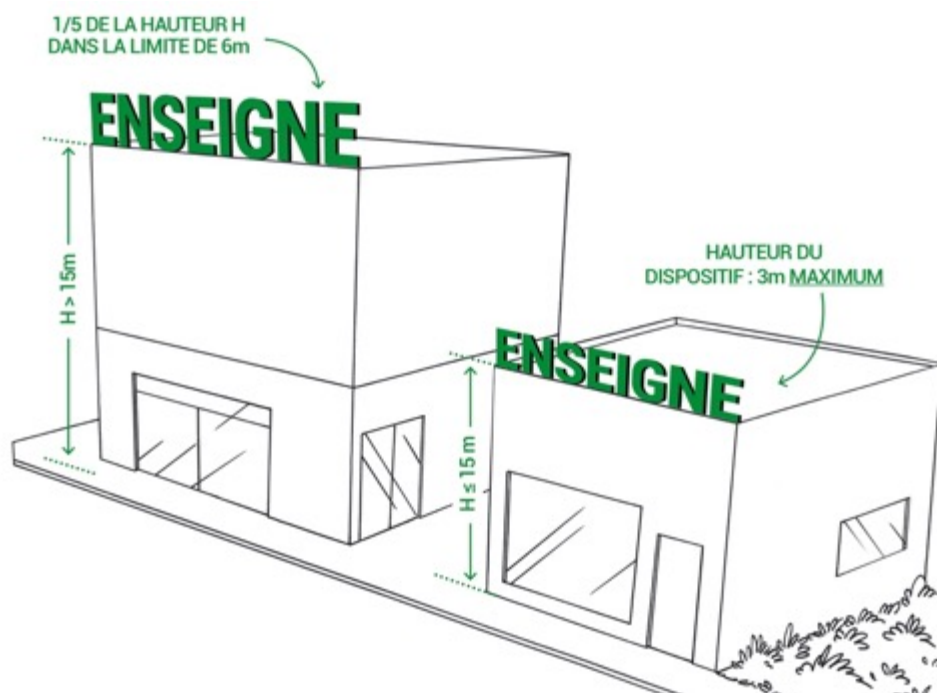 1/5 DE LA HAUTEUR H
DANS LA LIMITE DE 6m
ENSEIGNE
H > 15m
HAUTEUR DU
DISPOSITIF : 3m MAXIMUM
ENSEIGNE
H ≤ 15m